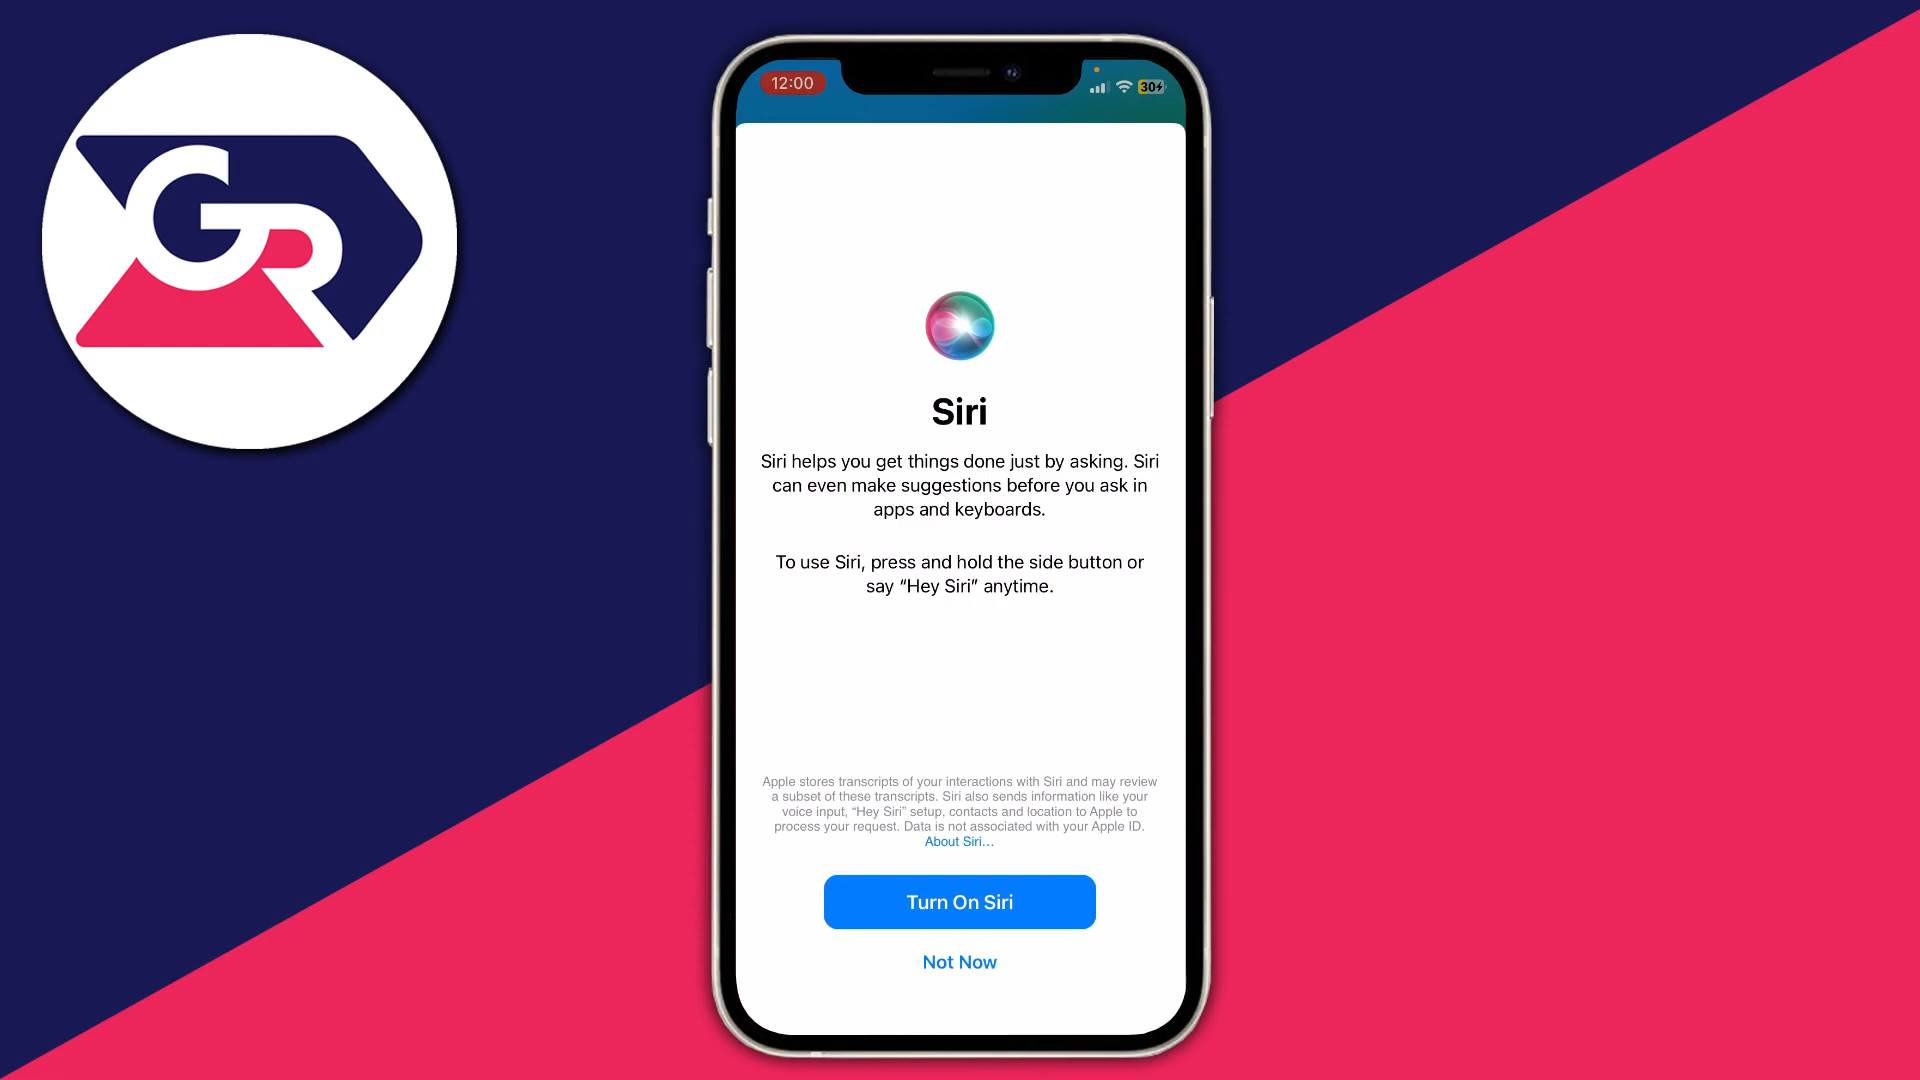 GR
12:00
30
Siri
Siri helps you get things done just by asking. Siri
can even make suggestions before you ask in
apps and keyboards.
To use Siri, press and hold the side button or
say “Hey Siri” anytime.
Apple stores transcripts of your interactions with Siri and may review
a subset of these transcripts. Siri also sends information like your
voice input, “Hey Siri” setup, contacts and location to Apple to
process your request. Data is not associated with your Apple ID.
About Siri...
Turn On Siri
Not Now